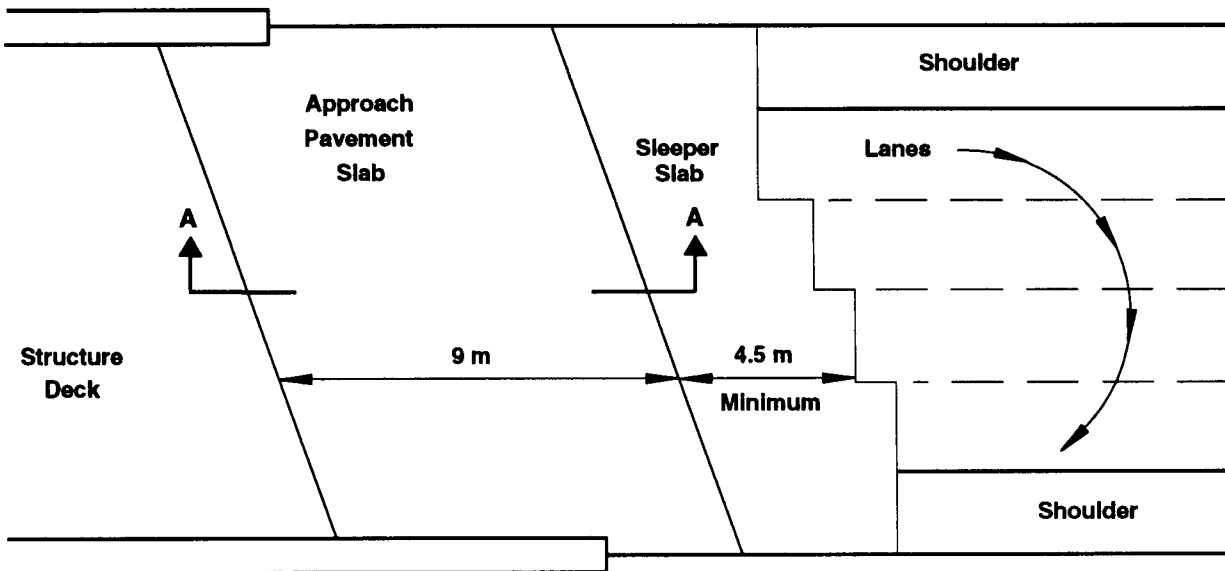 Shoulder
Approach
Pavement
Slab
Sleeper
Slab
Lanes
A
A
Structure
Deck
9 m
4.5 m
Minimum
Shoulder